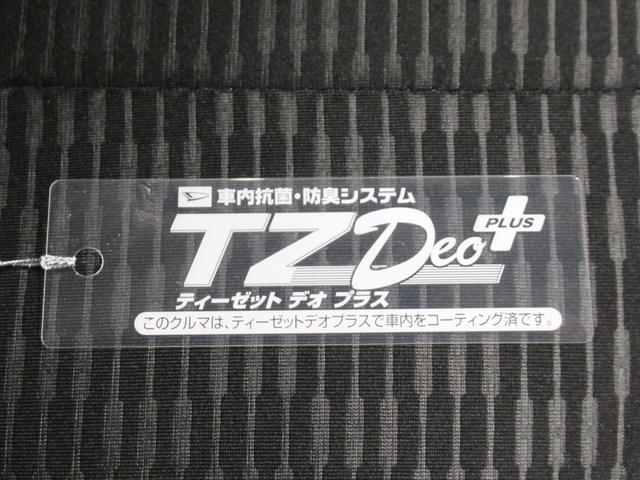 車内抗菌・防臭システム
TZ Deo PLUS
ティーゼット デオ プラス
このクルマは、ティーゼットデオプラスで車内をコーティング済です。